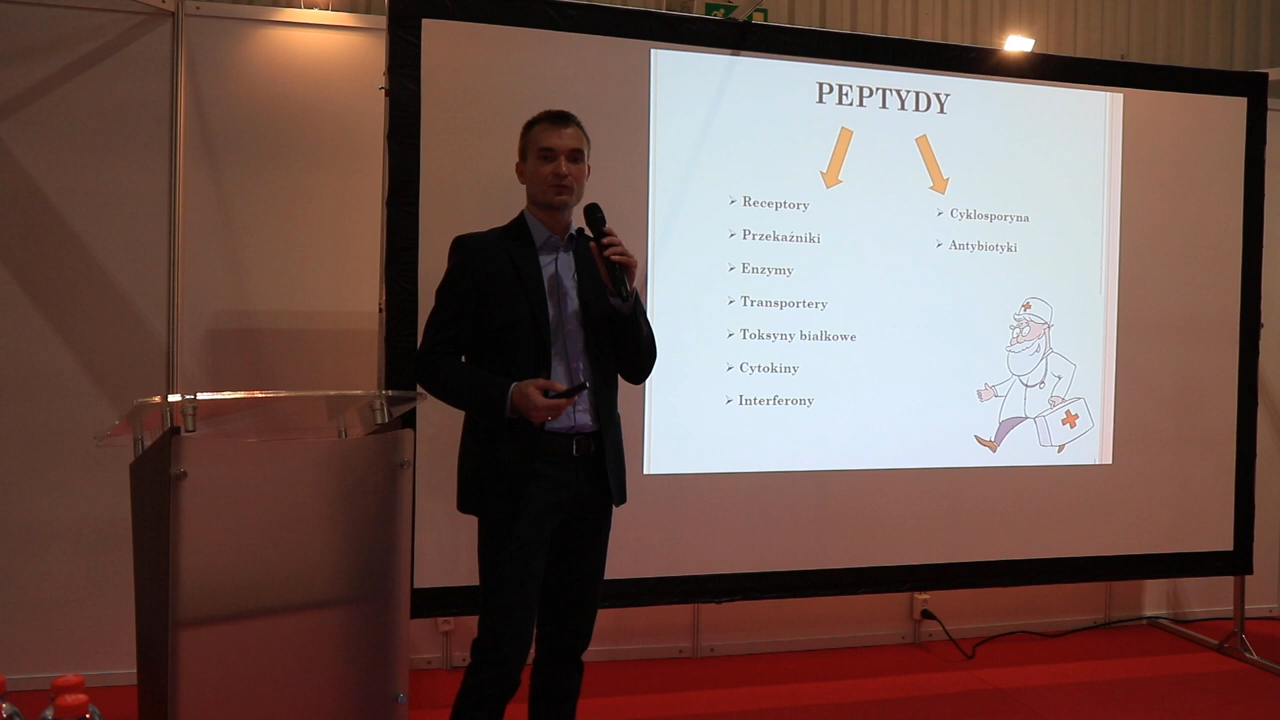 PEPTYDY
➢ Receptory
➢ Przekaźniki
➢ Enzymy
➢ Transportery
➢ Toksyny białkowe
➢ Cytokiny
➢ Interferony
➢ Cyklosporyna
➢ Antybiotyki